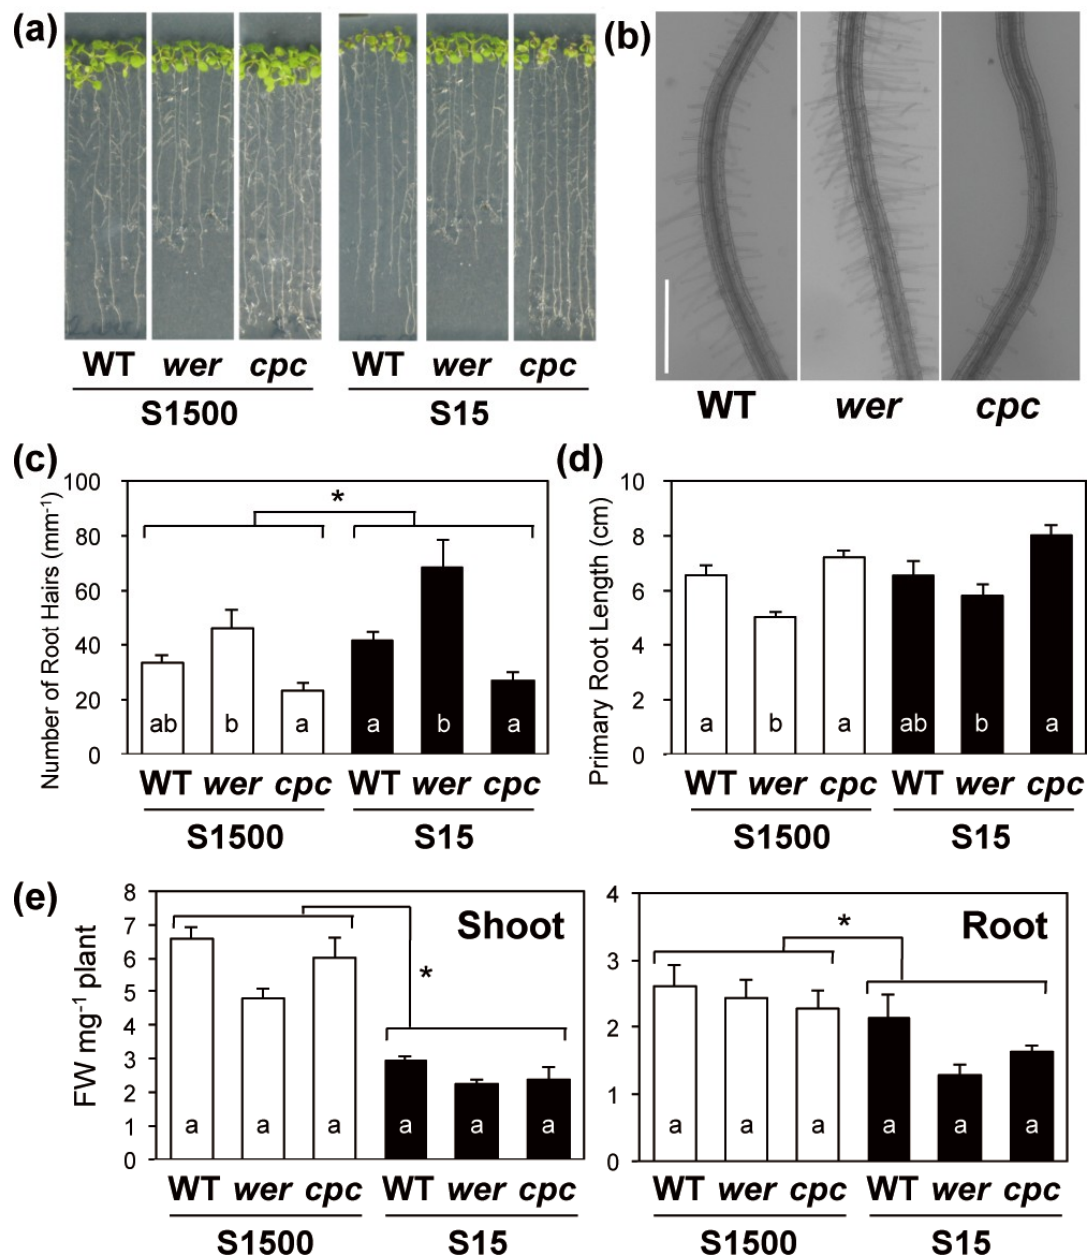 (a)
WT wer cpc WT wer cpc
S1500 S15
(b)
WT wer cpc
(c)
Number of Root Hairs (mm⁻¹)
100
80
60
40
20
0
*
ab b a a b a
WT wer cpc WT wer cpc
S1500 S15
(d)
Primary Root Length (cm)
10
8
6
4
2
0
a b a ab b a
WT wer cpc WT wer cpc
S1500 S15
(e)
FW mg⁻¹ plant
8
7
6
5
4
3
2
1
0
Shoot
*
a a a a a a
WT wer cpc WT wer cpc
S1500 S15
4
3
2
1
0
Root
*
a a a a a a
WT wer cpc WT wer cpc
S1500 S15